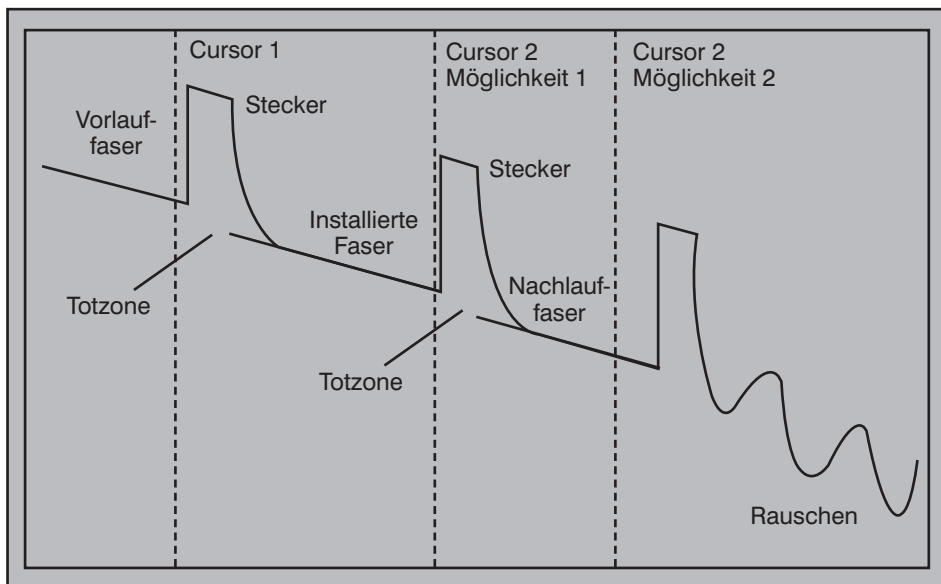 Cursor 1
Cursor 2
Möglichkeit 1
Cursor 2
Möglichkeit 2
Vorlauf-
faser
Stecker
Stecker
Installierte
Faser
Totzone
Nachlauf-
faser
Totzone
Rauschen